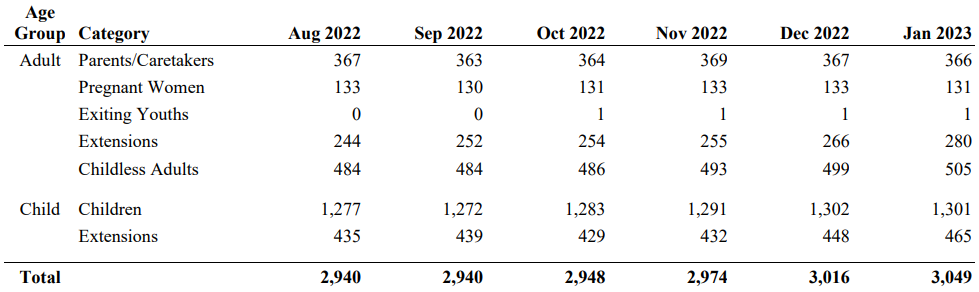 Age
Group Category Aug 2022 Sep 2022 Oct 2022 Nov 2022 Dec 2022 Jan 2023
Adult Parents/Caretakers 367 363 364 369 367 366
Pregnant Women 133 130 131 133 133 131
Exiting Youths 0 0 1 1 1 1
Extensions 244 252 254 255 266 280
Childless Adults 484 484 486 493 499 505
Child Children 1,277 1,272 1,283 1,291 1,302 1,301
Extensions 435 439 429 432 448 465
Total 2,940 2,940 2,948 2,974 3,016 3,049